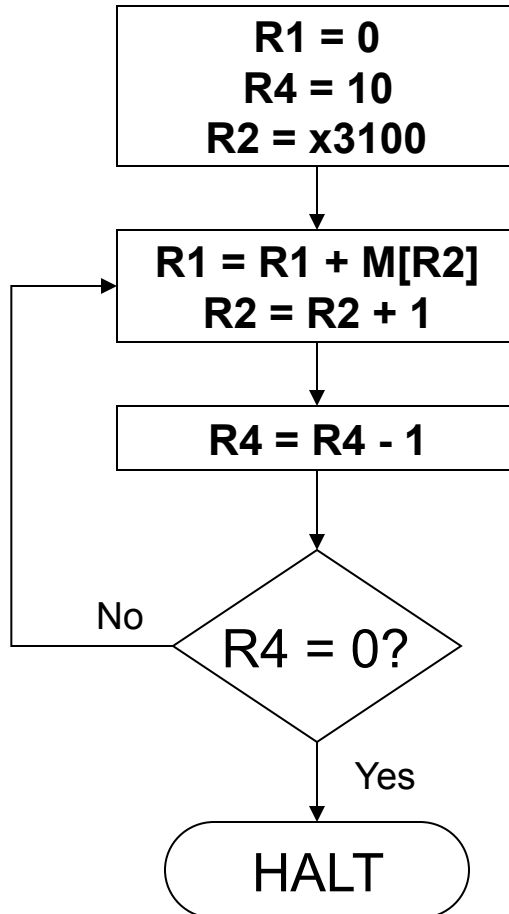 R1 = 0
R4 = 10
R2 = x3100
R1 = R1 + M[R2]
R2 = R2 + 1
R4 = R4 - 1
No
R4 = 0?
Yes
HALT